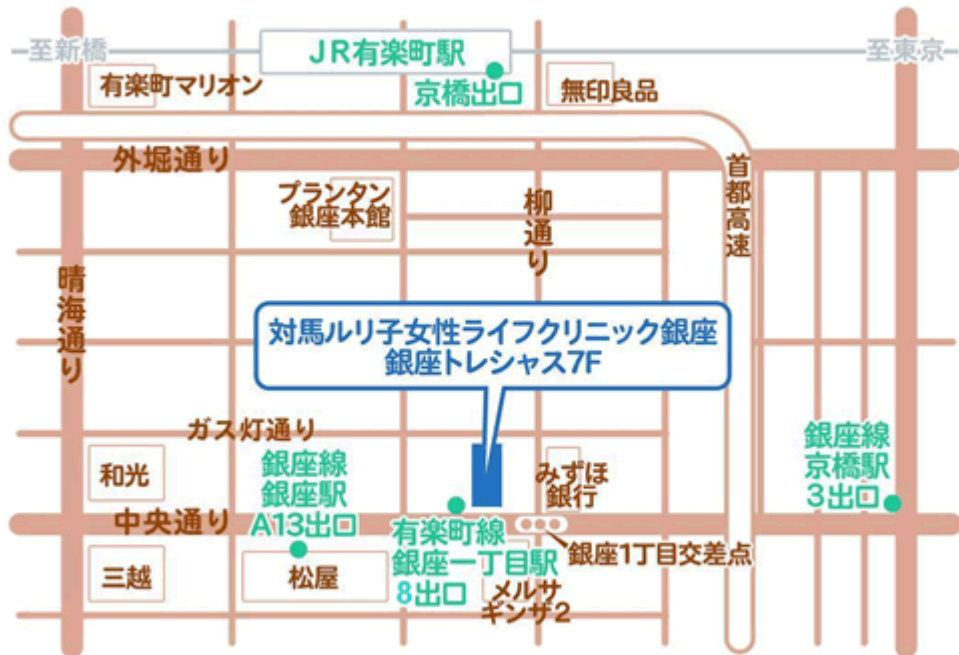 至新橋
JR有楽町駅
至東京
有楽町マリオン
京橋出口
無印良品
外堀通り
首都高速
プランタン
銀座本館
柳通り
晴海通り
対馬ルリ子女性ライフクリニック銀座
銀座トレシャス7F
ガス灯通り
和光
銀座線
銀座駅
A13出口
みずほ
銀行
銀座線
京橋駅
3出口
中央通り
有楽町線
銀座一丁目駅
8出口
銀座1丁目交差点
三越
松屋
メルサ
ギンザ2